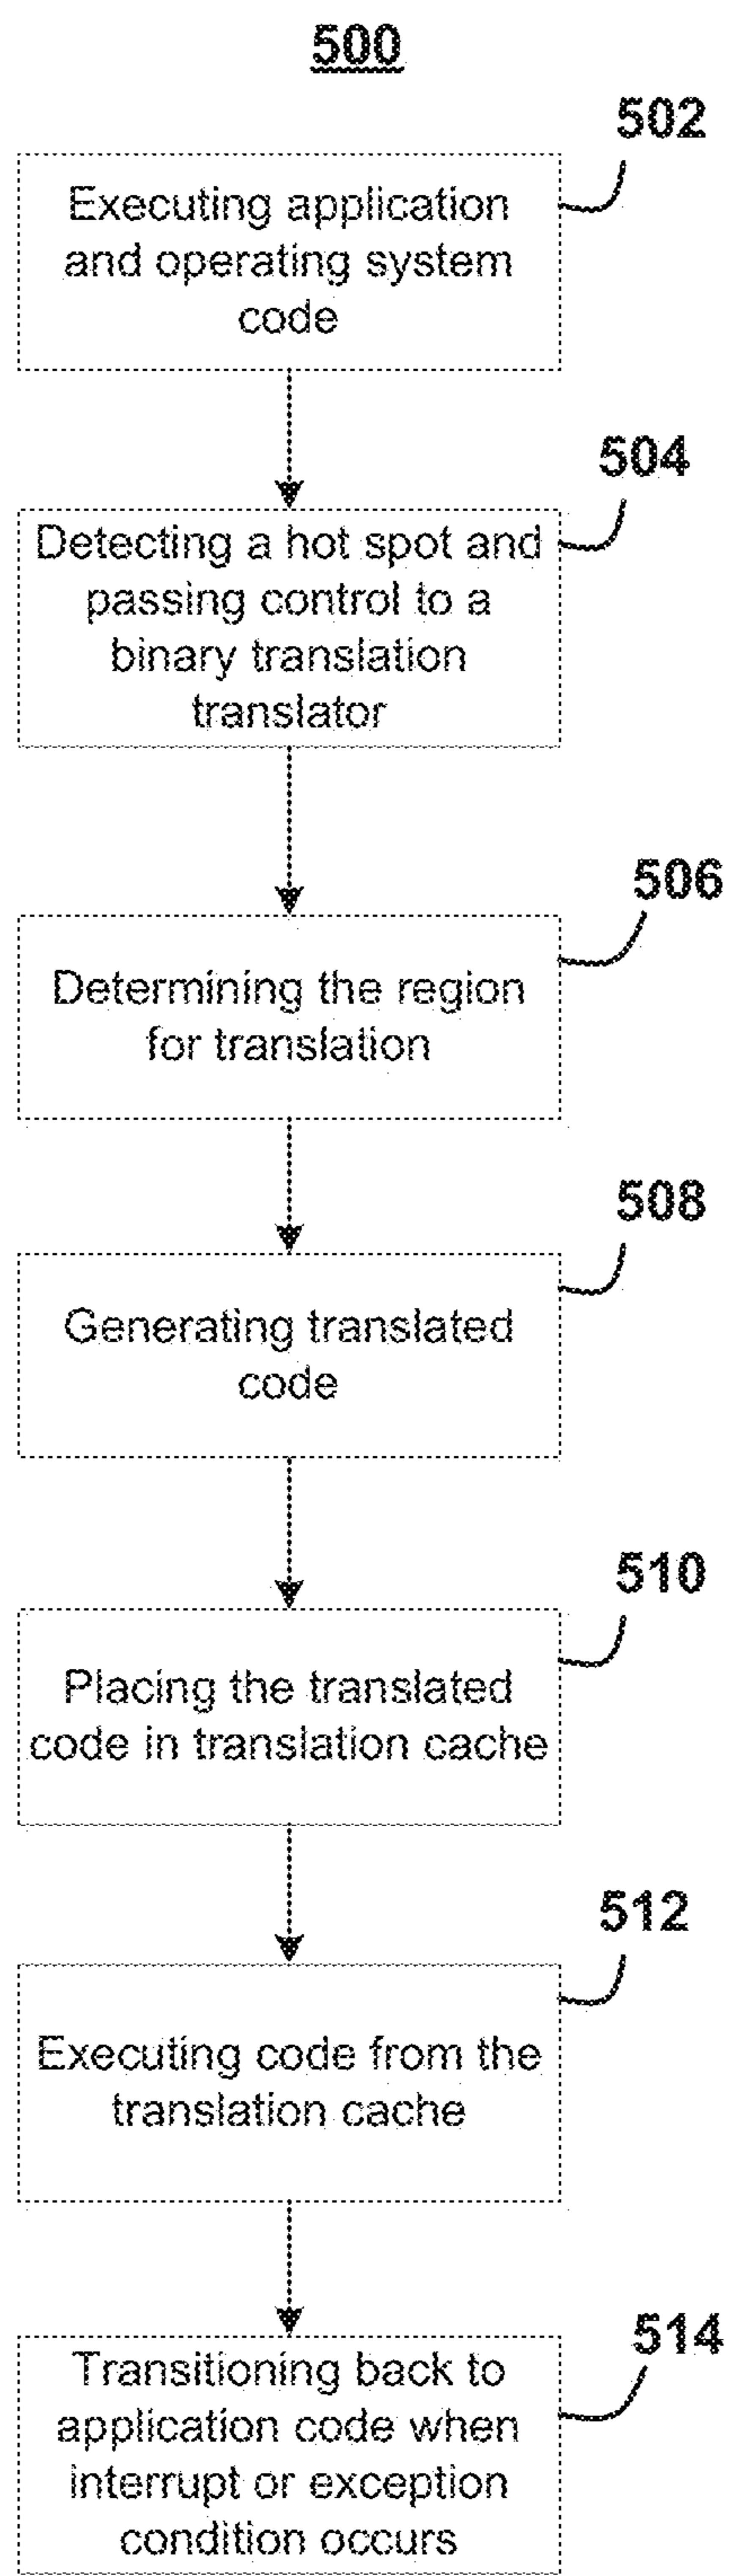 500
502
Executing application
and operating system
code
504
Detecting a hot spot and
passing control to a
binary translation
translator
506
Determining the region
for translation
508
Generating translated
code
510
Placing the translated
code in translation cache
512
Executing code from the
translation cache
514
Transitioning back to
application code when
interrupt or exception
condition occurs